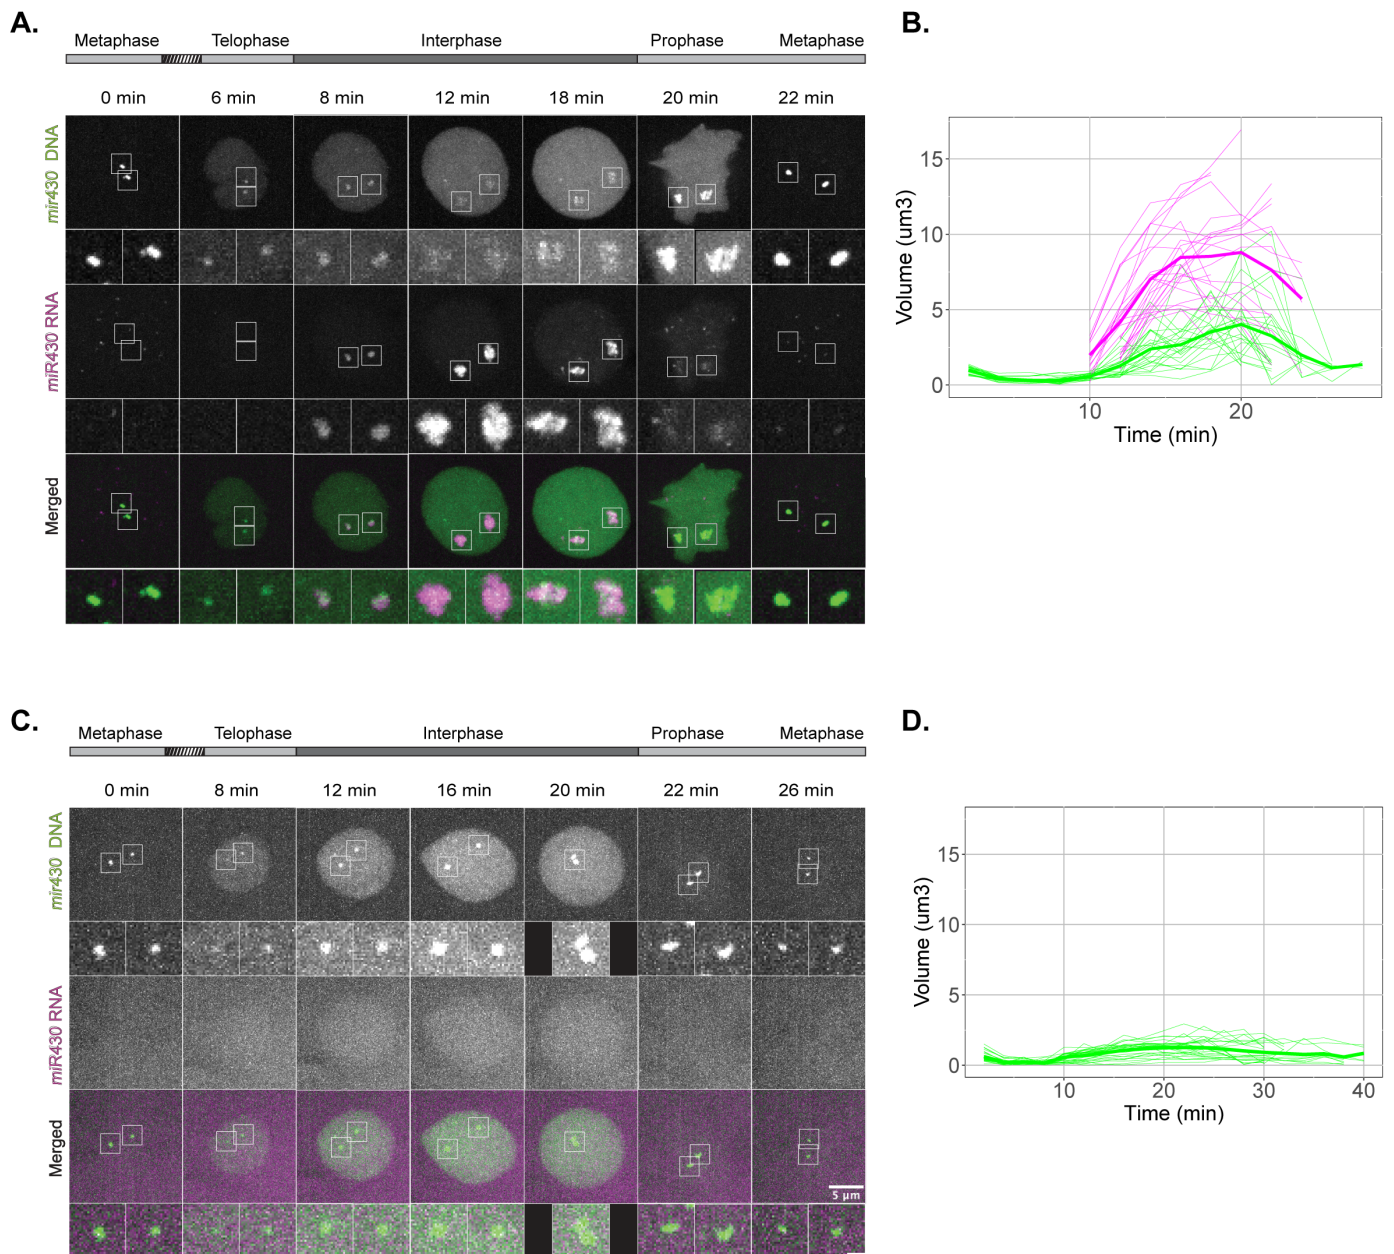 A.
Metaphase Telophase Interphase Prophase Metaphase
0 min 6 min 8 min 12 min 18 min 20 min 22 min
mir430 DNA
miR430 RNA
Merged
B.
Volume (um3)
15
10
5
0
10 20
Time (min)
C.
Metaphase Telophase Interphase Prophase Metaphase
0 min 8 min 12 min 16 min 20 min 22 min 26 min
mir430 DNA
miR430 RNA
Merged
5 µm
D.
Volume (um3)
15
10
5
0
10 20 30 40
Time (min)